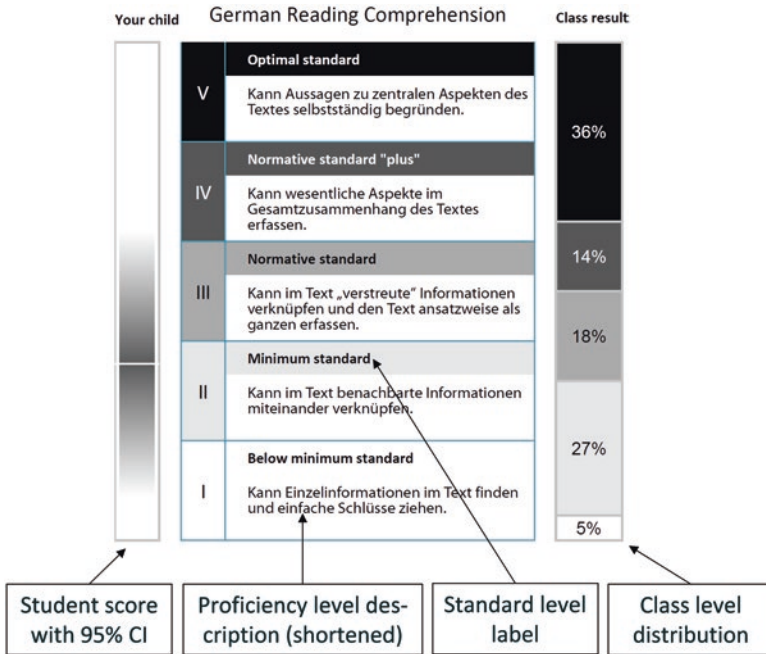 Your child
German Reading Comprehension
Class result
V
Optimal standard
Kann Aussagen zu zentralen Aspekten des
Textes selbstständig begründen.
36%
IV
Normative standard "plus"
Kann wesentliche Aspekte im
Gesamtzusammenhang des Textes
erfassen.
14%
III
Normative standard
Kann im Text „verstreute“ Informationen
verknüpfen und den Text ansatzweise als
ganzen erfassen.
18%
II
Minimum standard
Kann im Text benachbarte Informationen
miteinander verknüpfen.
27%
I
Below minimum standard
Kann Einzelinformationen im Text finden
und einfache Schlüsse ziehen.
5%
Student score
with 95% CI
Proficiency level des-
cription (shortened)
Standard level
label
Class level
distribution